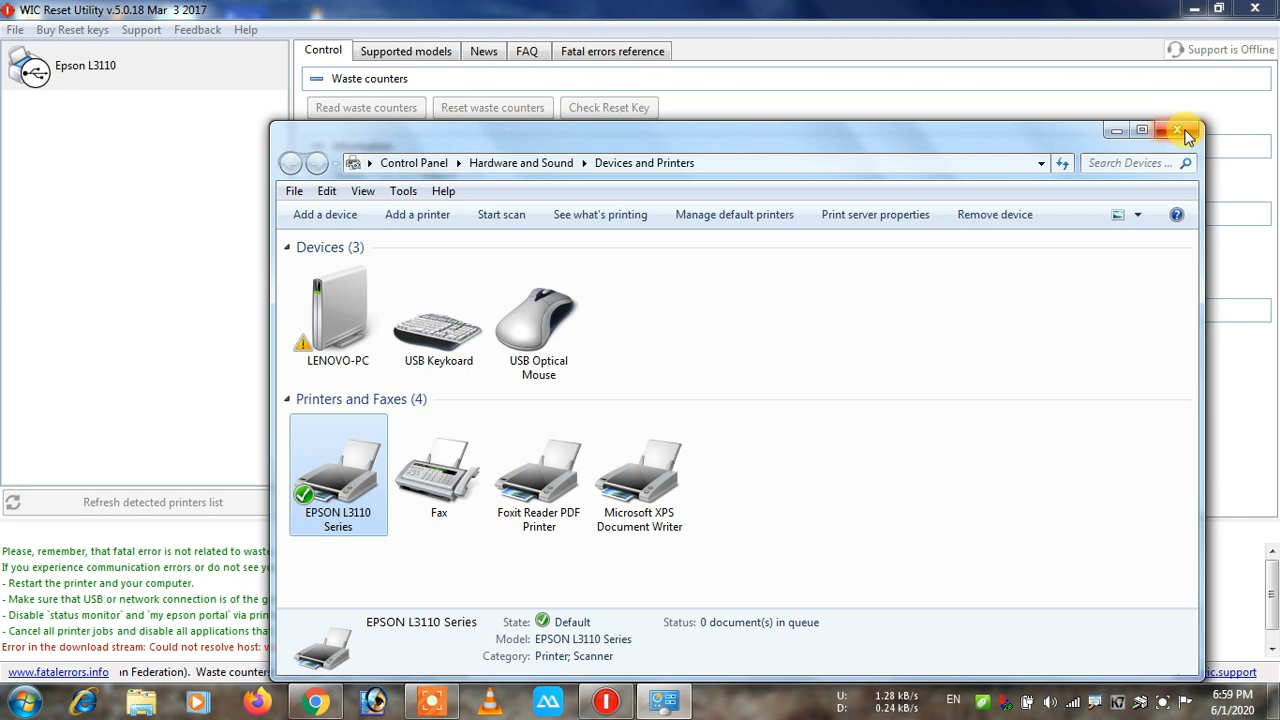 WIC Reset Utility v.5.0.18 Mar 3 2017
File Buy Reset keys Support Feedback Help
Epson L3110
Control Supported models News FAQ Fatal errors reference
Support is Offline
Waste counters
Read waste counters Reset waste counters Check Reset Key
Control Panel Hardware and Sound Devices and Printers
Search Devices ...
File Edit View Tools Help
Add a device Add a printer Start scan See what's printing Manage default printers Print server properties Remove device
Devices (3)
LENOVO-PC
USB Keykoard
USB Optical
Mouse
Printers and Faxes (4)
EPSON L3110
Series
Fax
Foxit Reader PDF
Printer
Microsoft XPS
Document Writer
EPSON L3110 Series
State: Default
Status: 0 document(s) in queue
Model: EPSON L3110 Series
Category: Printer; Scanner
Refresh detected printers list
Please, remember, that fatal error is not related to
If you experience communication errors or do not see
- Restart the printer and your computer.
- Make sure that USB or network connection is of the
- Disable `status monitor` and `my epson portal` via
- Cancel all printer jobs and disable all applications
Error in the download stream: Could not resolve host:
www.fatalerrors.info
n Federation). Waste
ic.support
U: 1.28 kB/s
D: 0.24 kB/s
EN
6:59 PM
6/1/2020